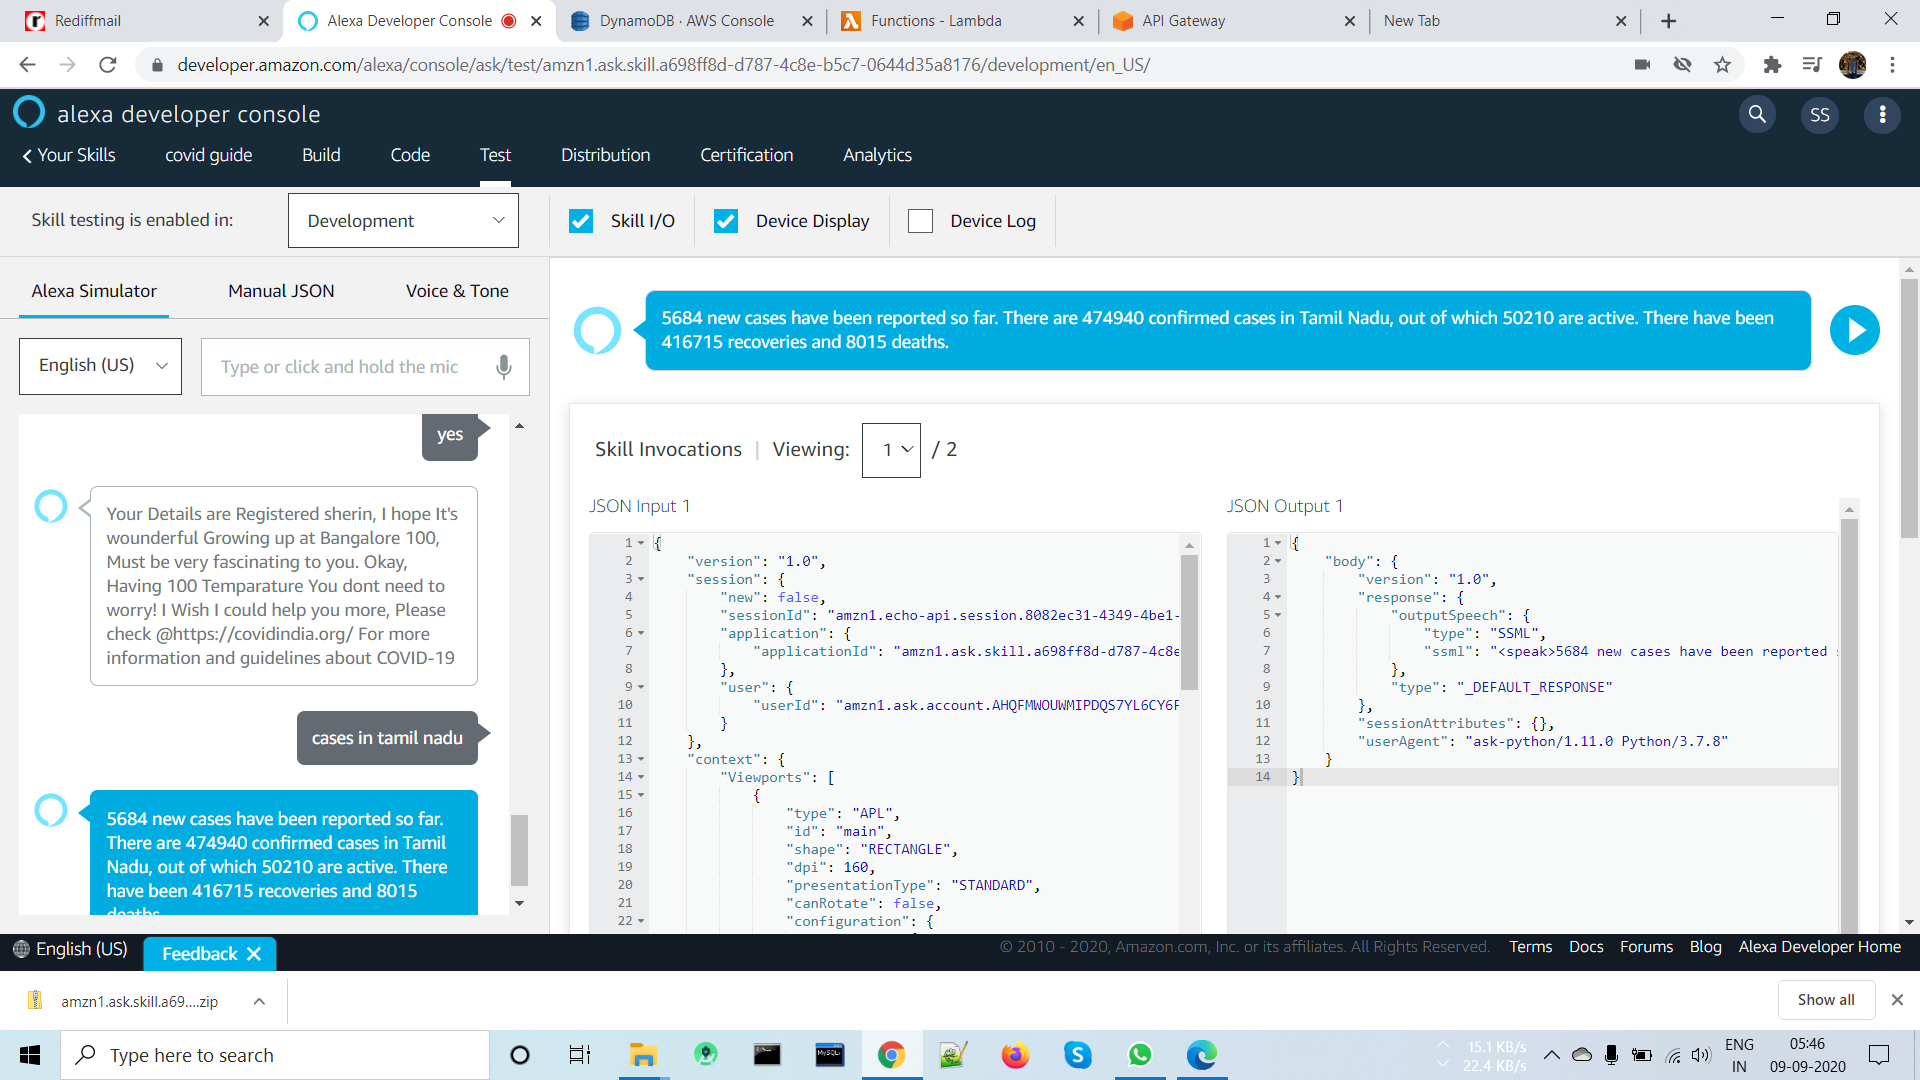 Rediffmail
Alexa Developer Console
DynamoDB · AWS Console
Functions - Lambda
API Gateway
New Tab
developer.amazon.com/alexa/console/ask/test/amzn1.ask.skill.a698ff8d-d787-4c8e-b5c7-0644d35a8176/development/en_US/
alexa developer console
SS
Your Skills
covid guide
Build
Code
Test
Distribution
Certification
Analytics
Skill testing is enabled in:
Development
Skill I/O
Device Display
Device Log
Alexa Simulator
Manual JSON
Voice & Tone
English (US)
Type or click and hold the mic
yes
Your Details are Registered sherin, I hope It's
wounderful Growing up at Bangalore 100,
Must be very fascinating to you. Okay,
Having 100 Temparature You dont need to
worry! I Wish I could help you more, Please
check @https://covidindia.org/ For more
information and guidelines about COVID-19
cases in tamil nadu
5684 new cases have been reported so far.
There are 474940 confirmed cases in Tamil
Nadu, out of which 50210 are active. There
have been 416715 recoveries and 8015
deaths.
5684 new cases have been reported so far. There are 474940 confirmed cases in Tamil Nadu, out of which 50210 are active. There have been
416715 recoveries and 8015 deaths.
Skill Invocations | Viewing: 1 / 2
JSON Input 1
1 {
2 "version": "1.0",
3 "session": {
4 "new": false,
5 "sessionId": "amzn1.echo-api.session.8082ec31-4349-4be1-
6 "application": {
7 "applicationId": "amzn1.ask.skill.a698ff8d-d787-4c8e
8 },
9 "user": {
10 "userId": "amzn1.ask.account.AHQFMWOUWMIPDQS7YL6CY6F
11 }
12 },
13 "context": {
14 "Viewports": [
15 {
16 "type": "APL",
17 "id": "main",
18 "shape": "RECTANGLE",
19 "dpi": 160,
20 "presentationType": "STANDARD",
21 "canRotate": false,
22 "configuration": {
JSON Output 1
1 {
2 "body": {
3 "version": "1.0",
4 "response": {
5 "outputSpeech": {
6 "type": "SSML",
7 "ssml": "<speak>5684 new cases have been reported
8 },
9 "type": "_DEFAULT_RESPONSE"
10 },
11 "sessionAttributes": {},
12 "userAgent": "ask-python/1.11.0 Python/3.7.8"
13 }
14 }
English (US)
Feedback
© 2010 - 2020, Amazon.com, Inc. or its affiliates. All Rights Reserved.
Terms
Docs
Forums
Blog
Alexa Developer Home
amzn1.ask.skill.a69....zip
Show all
Type here to search
MySQL
15.1 KB/s
22.4 KB/s
ENG
IN
05:46
09-09-2020